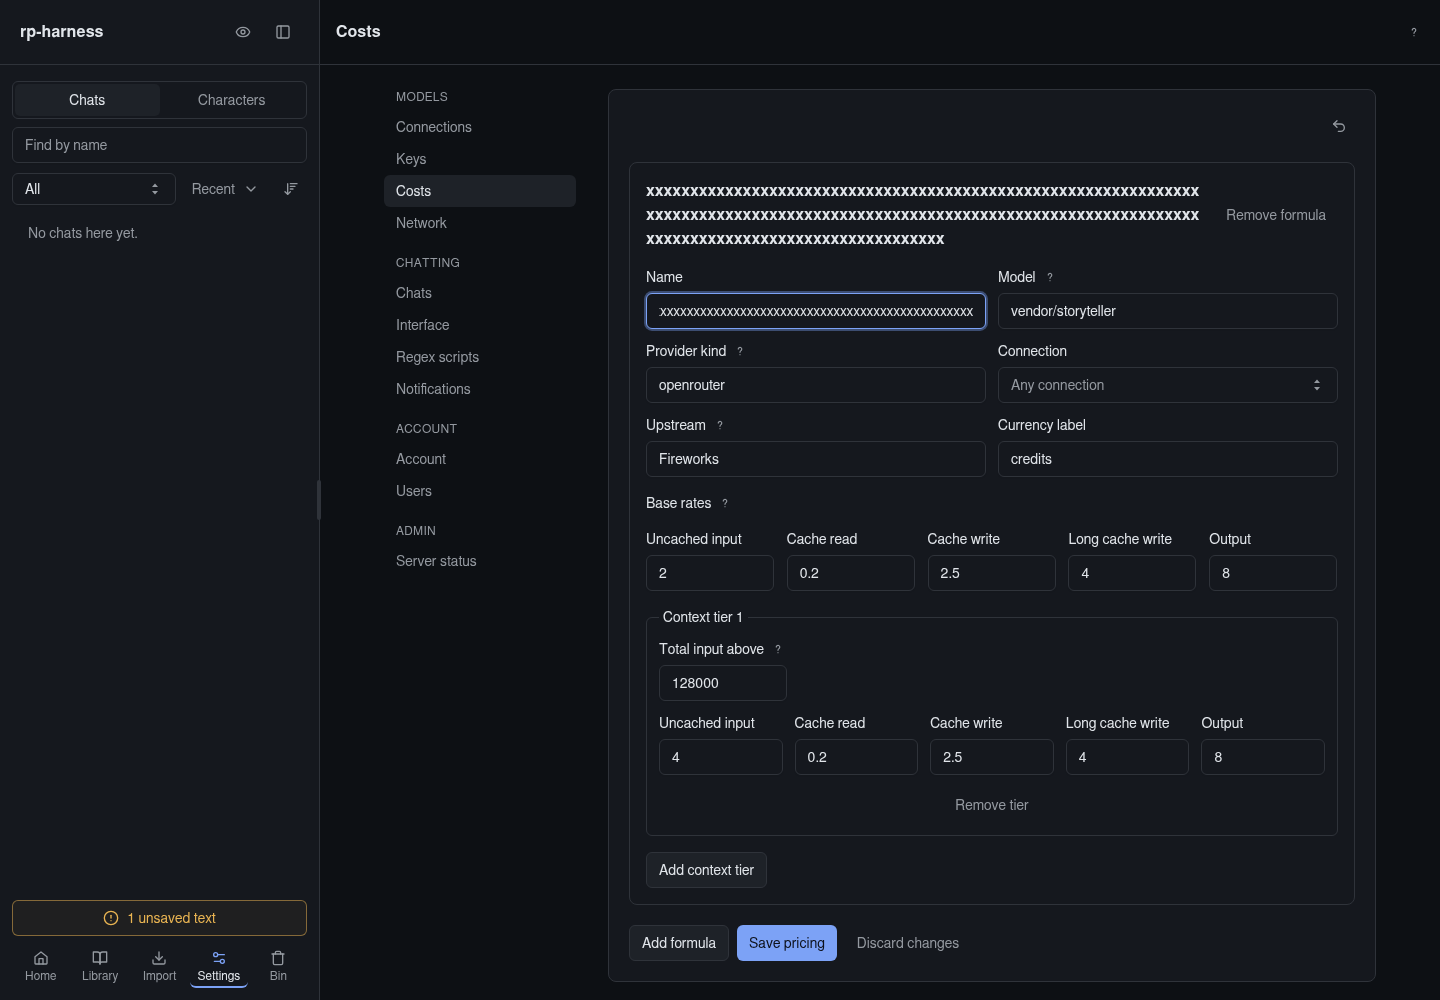 rp-harness
Costs
?
Chats
Characters
Find by name
All
Recent
No chats here yet.
MODELS
Connections
Keys
Costs
Network
CHATTING
Chats
Interface
Regex scripts
Notifications
ACCOUNT
Account
Users
ADMIN
Server status
xxxxxxxxxxxxxxxxxxxxxxxxxxxxxxxxxxxxxxxxxxxxxxxxxxxxxxxxxxxxxxx
xxxxxxxxxxxxxxxxxxxxxxxxxxxxxxxxxxxxxxxxxxxxxxxxxxxxxxxxxxxxxxx
xxxxxxxxxxxxxxxxxxxxxxxxxxxxxxxxxx
Remove formula
Name
Model ?
xxxxxxxxxxxxxxxxxxxxxxxxxxxxxxxxxxxxxxxxxxxxxxx
vendor/storyteller
Provider kind ?
Connection
openrouter
Any connection
Upstream ?
Currency label
Fireworks
credits
Base rates ?
Uncached input Cache read Cache write Long cache write Output
2 0.2 2.5 4 8
Context tier 1
Total input above ?
128000
Uncached input Cache read Cache write Long cache write Output
4 0.2 2.5 4 8
Remove tier
Add context tier
Add formula
Save pricing
Discard changes
1 unsaved text
Home
Library
Import
Settings
Bin